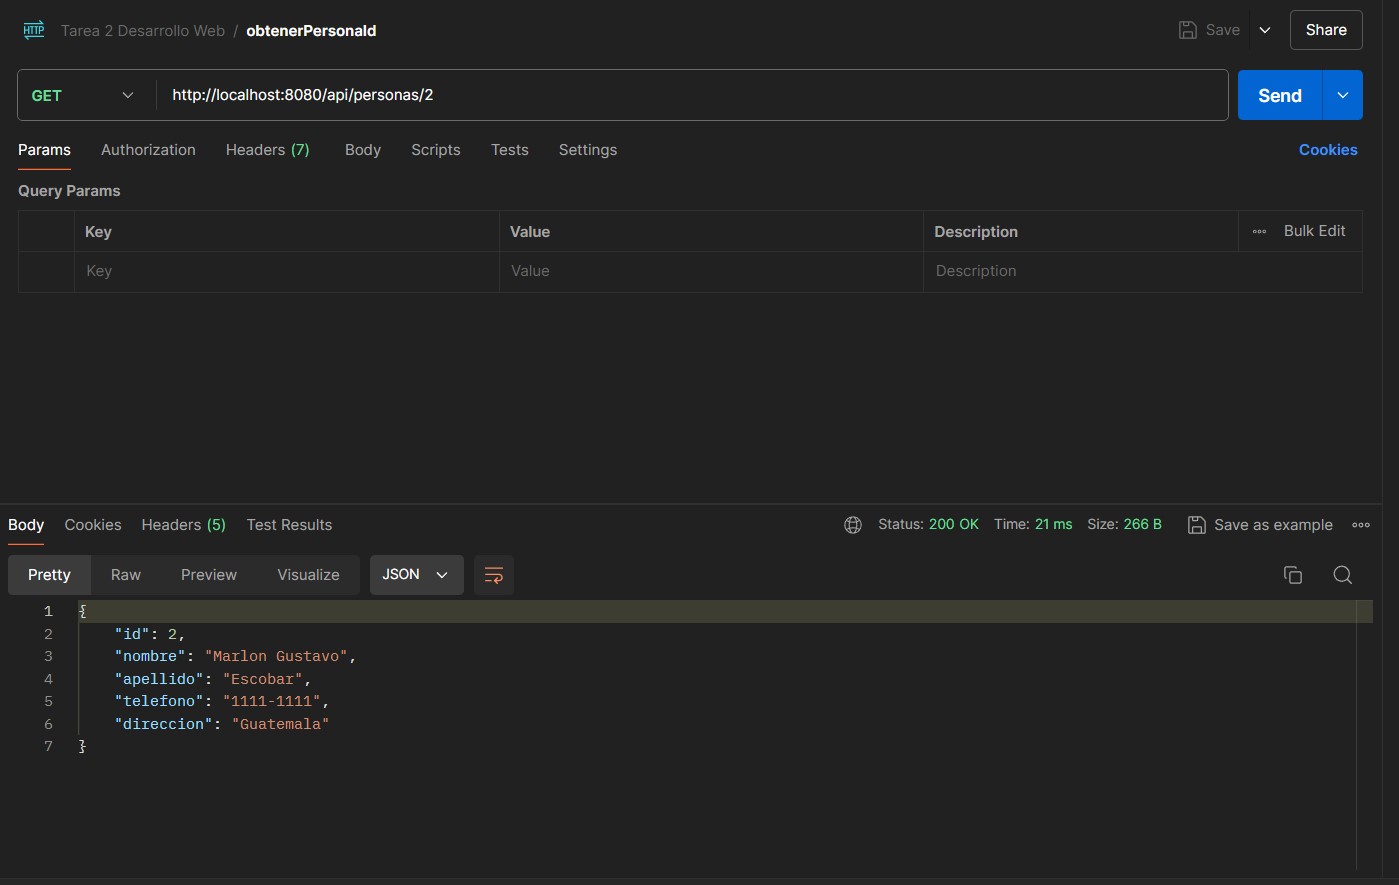 HTTP Tarea 2 Desarrollo Web / obtenerPersonaId Save Share
GET http://localhost:8080/api/personas/2 Send
Params Authorization Headers (7) Body Scripts Tests Settings Cookies
Query Params
Key Value Description Bulk Edit
Key Value Description
Body Cookies Headers (5) Test Results Status: 200 OK Time: 21 ms Size: 266 B Save as example
Pretty Raw Preview Visualize JSON
1 {
2 "id": 2,
3 "nombre": "Marlon Gustavo",
4 "apellido": "Escobar",
5 "telefono": "1111-1111",
6 "direccion": "Guatemala"
7 }